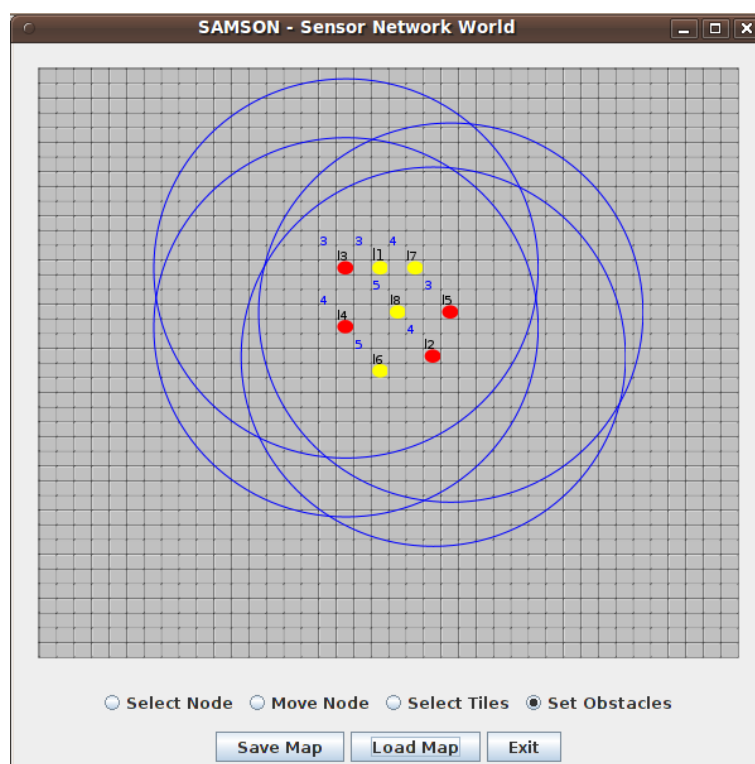 SAMSON - Sensor Network World
3 3 4
l3 l1 l7
5 3
4 l8 l5
l4 4
5 l2
l6
Select Node Move Node Select Tiles Set Obstacles
Save Map Load Map Exit